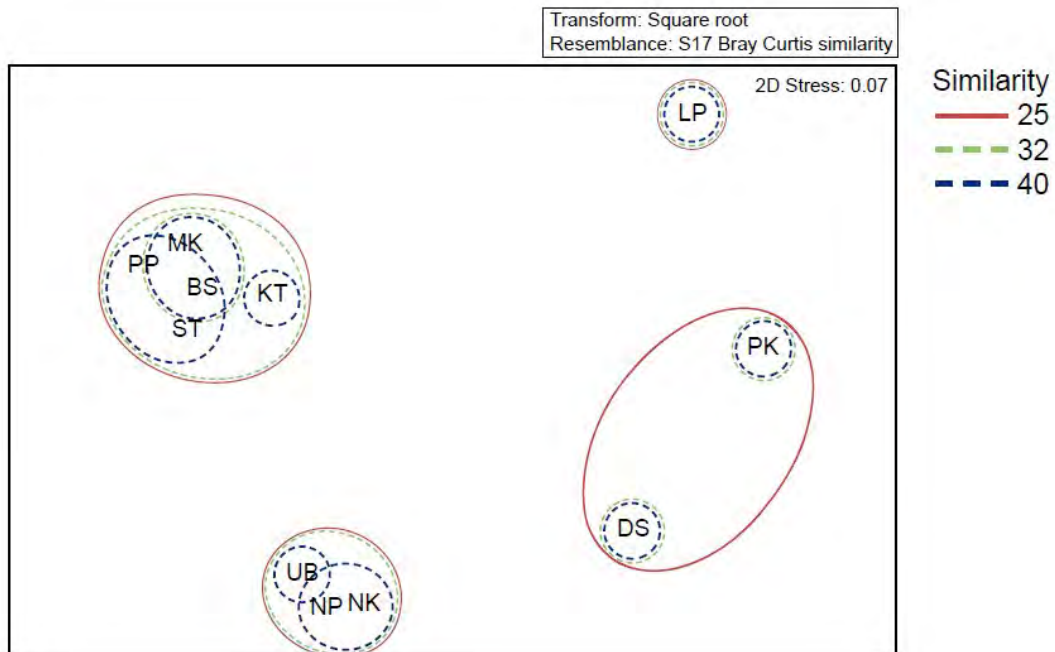 Transform: Square root
Resemblance: S17 Bray Curtis similarity
2D Stress: 0.07
Similarity
25
32
40
LP
MK
PP
BS
KT
ST
PK
DS
UB
NP NK